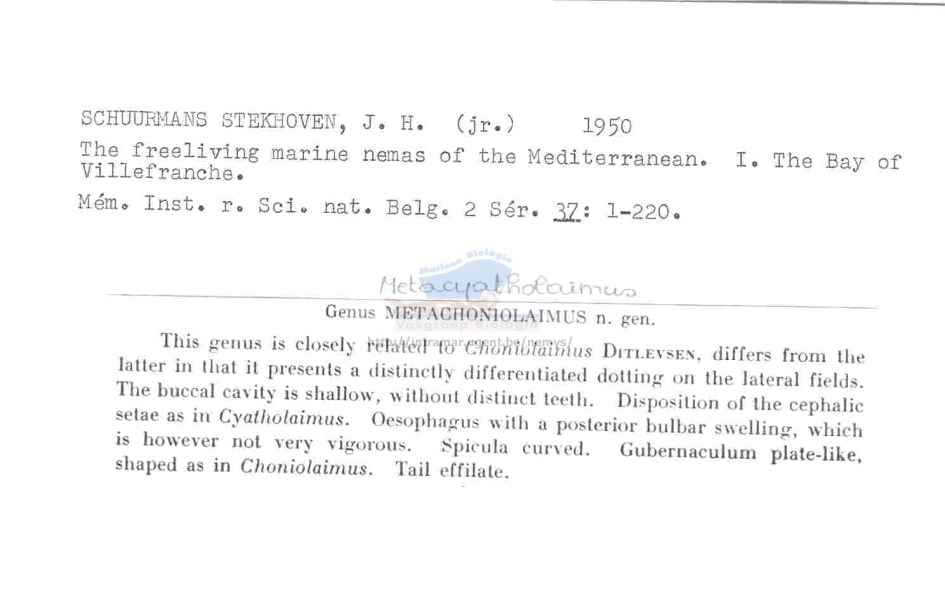 SCHUURMANS STEKHOVEN, J. H. (jr.) 1950
The freeliving marine nemas of the Mediterranean. I. The Bay of
Villefranche.
Mém. Inst. r. Sci. nat. Belg. 2 Sér. 37: 1-220.
Mariene Biologie
Metacyatholaimus
Genus METACHONIOLAIMUS n. gen.
Vakgroep Biologie
http://intramar.ugent.be/nemys/
This genus is closely related to Choniolaimus DITLEVSEN, differs from the
latter in that it presents a distinctly differentiated dotting on the lateral fields.
The buccal cavity is shallow, without distinct teeth. Disposition of the cephalic
setae as in Cyatholaimus. Oesophagus with a posterior bulbar swelling, which
is however not very vigorous. Spicula curved. Gubernaculum plate-like,
shaped as in Choniolaimus. Tail effilate.